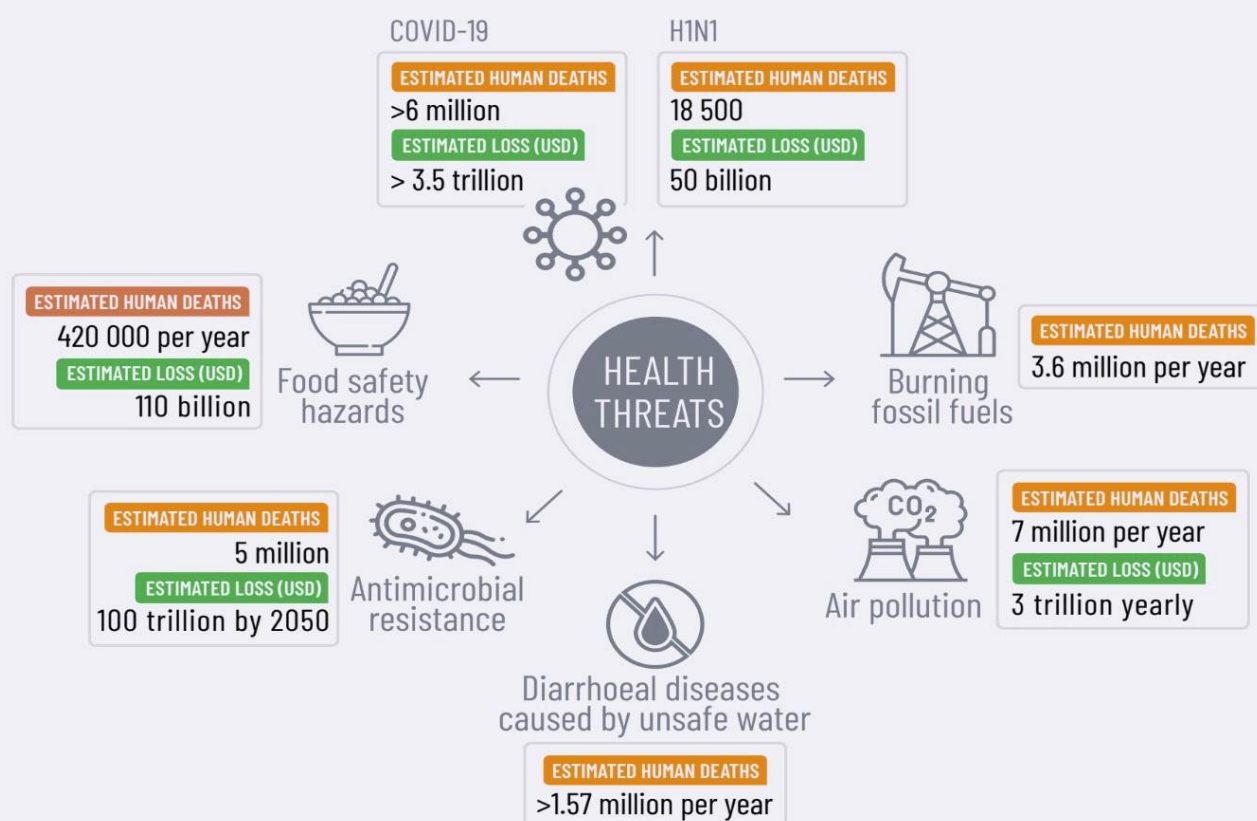 COVID-19
ESTIMATED HUMAN DEATHS
>6 million
ESTIMATED LOSS (USD)
> 3.5 trillion
H1N1
ESTIMATED HUMAN DEATHS
18 500
ESTIMATED LOSS (USD)
50 billion
ESTIMATED HUMAN DEATHS
420 000 per year
ESTIMATED LOSS (USD)
110 billion
Food safety
hazards
HEALTH
THREATS
Burning
fossil fuels
ESTIMATED HUMAN DEATHS
3.6 million per year
ESTIMATED HUMAN DEATHS
5 million
ESTIMATED LOSS (USD)
100 trillion by 2050
Antimicrobial
resistance
CO2
Air pollution
ESTIMATED HUMAN DEATHS
7 million per year
ESTIMATED LOSS (USD)
3 trillion yearly
Diarrhoeal diseases
caused by unsafe water
ESTIMATED HUMAN DEATHS
>1.57 million per year